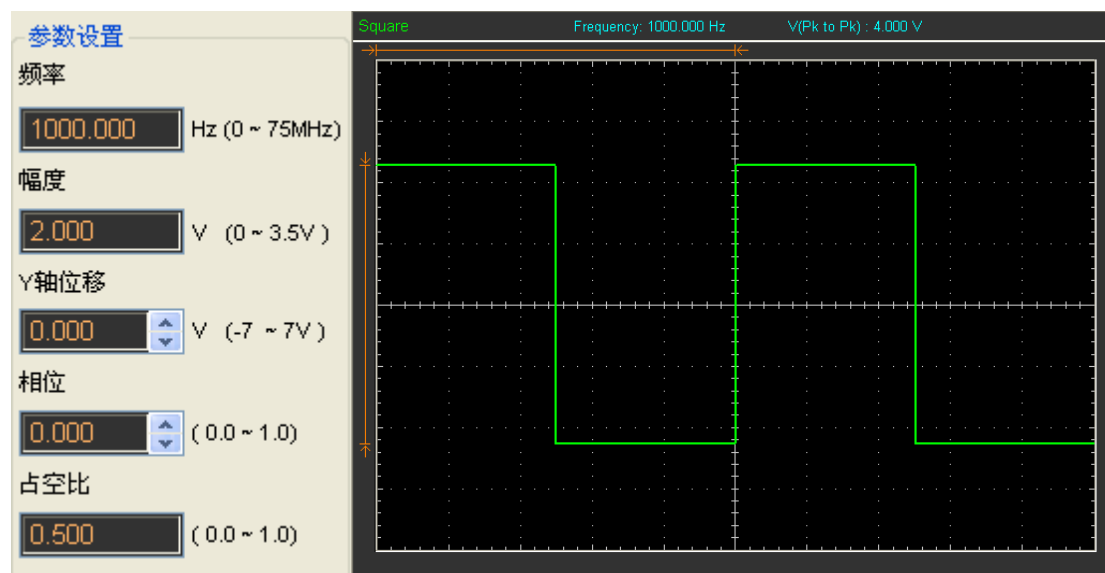 参数设置
频率
1000.000 Hz (0 ~ 75MHz)
幅度
2.000 V (0 ~ 3.5V )
Y轴位移
0.000 V (-7 ~ 7V )
相位
0.000 ( 0.0 ~ 1.0)
占空比
0.500 ( 0.0 ~ 1.0)
Square Frequency: 1000.000 Hz V(Pk to Pk) : 4.000 V